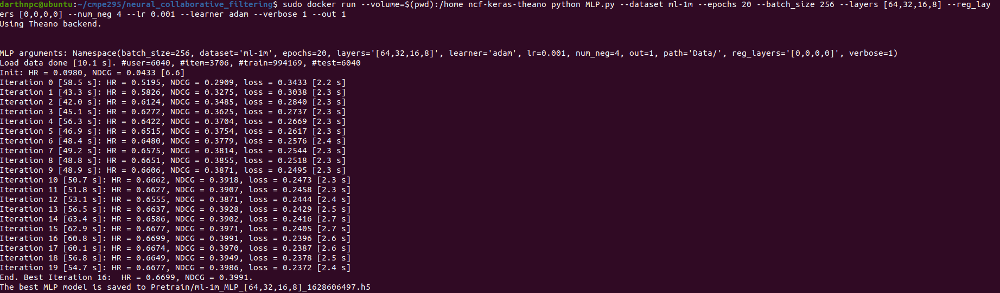 darthnpc@ubuntu:~/cmpe295/neural_collaborative_filtering$ sudo docker run --volume=$(pwd):/home ncf-keras-theano python MLP.py --dataset ml-1m --epochs 20 --batch_size 256 --layers [64,32,16,8] --reg_lay
ers [0,0,0,0] --num_neg 4 --lr 0.001 --learner adam --verbose 1 --out 1
Using Theano backend.
MLP arguments: Namespace(batch_size=256, dataset='ml-1m', epochs=20, layers='[64,32,16,8]', learner='adam', lr=0.001, num_neg=4, out=1, path='Data/', reg_layers='[0,0,0,0]', verbose=1)
Load data done [10.1 s]. #user=6040, #item=3706, #train=994169, #test=6040
Init: HR = 0.0980, NDCG = 0.0433 [6.6]
Iteration 0 [58.5 s]: HR = 0.5195, NDCG = 0.2909, loss = 0.3433 [2.2 s]
Iteration 1 [43.3 s]: HR = 0.5826, NDCG = 0.3275, loss = 0.3038 [2.3 s]
Iteration 2 [42.0 s]: HR = 0.6124, NDCG = 0.3485, loss = 0.2840 [2.3 s]
Iteration 3 [45.1 s]: HR = 0.6272, NDCG = 0.3625, loss = 0.2737 [2.3 s]
Iteration 4 [56.3 s]: HR = 0.6422, NDCG = 0.3704, loss = 0.2669 [2.3 s]
Iteration 5 [46.9 s]: HR = 0.6515, NDCG = 0.3754, loss = 0.2617 [2.3 s]
Iteration 6 [48.4 s]: HR = 0.6480, NDCG = 0.3779, loss = 0.2576 [2.4 s]
Iteration 7 [49.2 s]: HR = 0.6575, NDCG = 0.3814, loss = 0.2544 [2.3 s]
Iteration 8 [48.8 s]: HR = 0.6651, NDCG = 0.3855, loss = 0.2518 [2.3 s]
Iteration 9 [48.9 s]: HR = 0.6606, NDCG = 0.3871, loss = 0.2495 [2.3 s]
Iteration 10 [50.7 s]: HR = 0.6662, NDCG = 0.3918, loss = 0.2473 [2.3 s]
Iteration 11 [51.8 s]: HR = 0.6627, NDCG = 0.3907, loss = 0.2458 [2.3 s]
Iteration 12 [53.1 s]: HR = 0.6555, NDCG = 0.3871, loss = 0.2444 [2.4 s]
Iteration 13 [56.5 s]: HR = 0.6637, NDCG = 0.3928, loss = 0.2429 [2.5 s]
Iteration 14 [63.4 s]: HR = 0.6586, NDCG = 0.3902, loss = 0.2416 [2.7 s]
Iteration 15 [62.9 s]: HR = 0.6677, NDCG = 0.3971, loss = 0.2405 [2.7 s]
Iteration 16 [60.8 s]: HR = 0.6699, NDCG = 0.3991, loss = 0.2396 [2.6 s]
Iteration 17 [60.1 s]: HR = 0.6674, NDCG = 0.3970, loss = 0.2387 [2.6 s]
Iteration 18 [56.8 s]: HR = 0.6649, NDCG = 0.3949, loss = 0.2378 [2.5 s]
Iteration 19 [54.7 s]: HR = 0.6677, NDCG = 0.3986, loss = 0.2372 [2.4 s]
End. Best Iteration 16:  HR = 0.6699, NDCG = 0.3991.
The best MLP model is saved to Pretrain/ml-1m_MLP_[64,32,16,8]_1628606497.h5